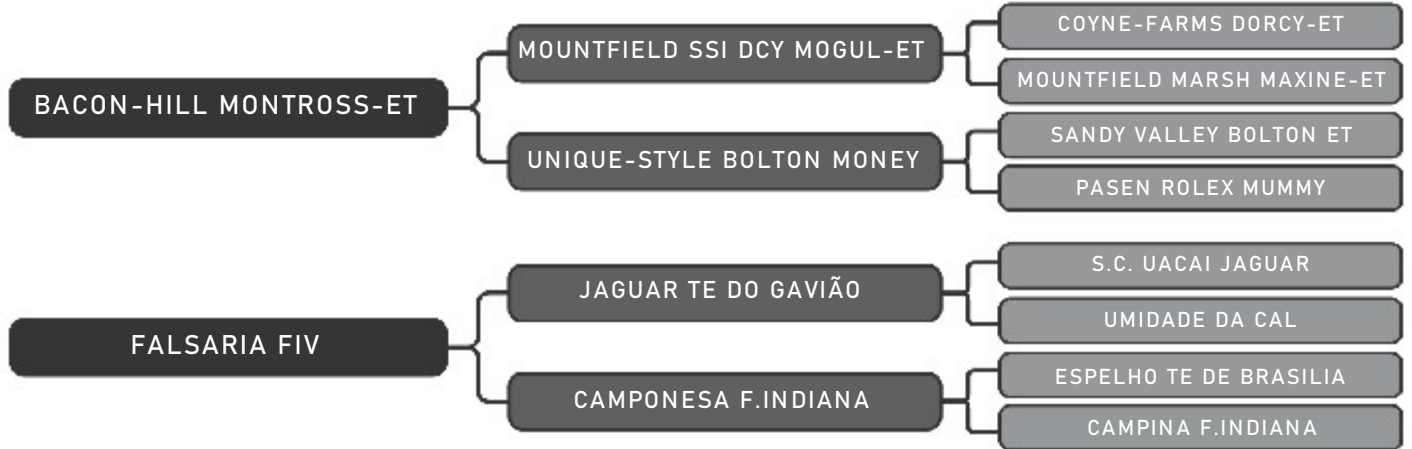 COYNE-FARMS DORCY-ET
MOUNTFIELD SSI DCY MOGUL-ET
MOUNTFIELD MARSH MAXINE-ET
BACON-HILL MONTROSS-ET
SANDY VALLEY BOLTON ET
UNIQUE-STYLE BOLTON MONEY
PASEN ROLEX MUMMY
S.C. UACAI JAGUAR
JAGUAR TE DO GAVIÃO
UMIDADE DA CAL
FALSARIA FIV
ESPELHO TE DE BRASILIA
CAMPONESA F.INDIANA
CAMPINA F.INDIANA